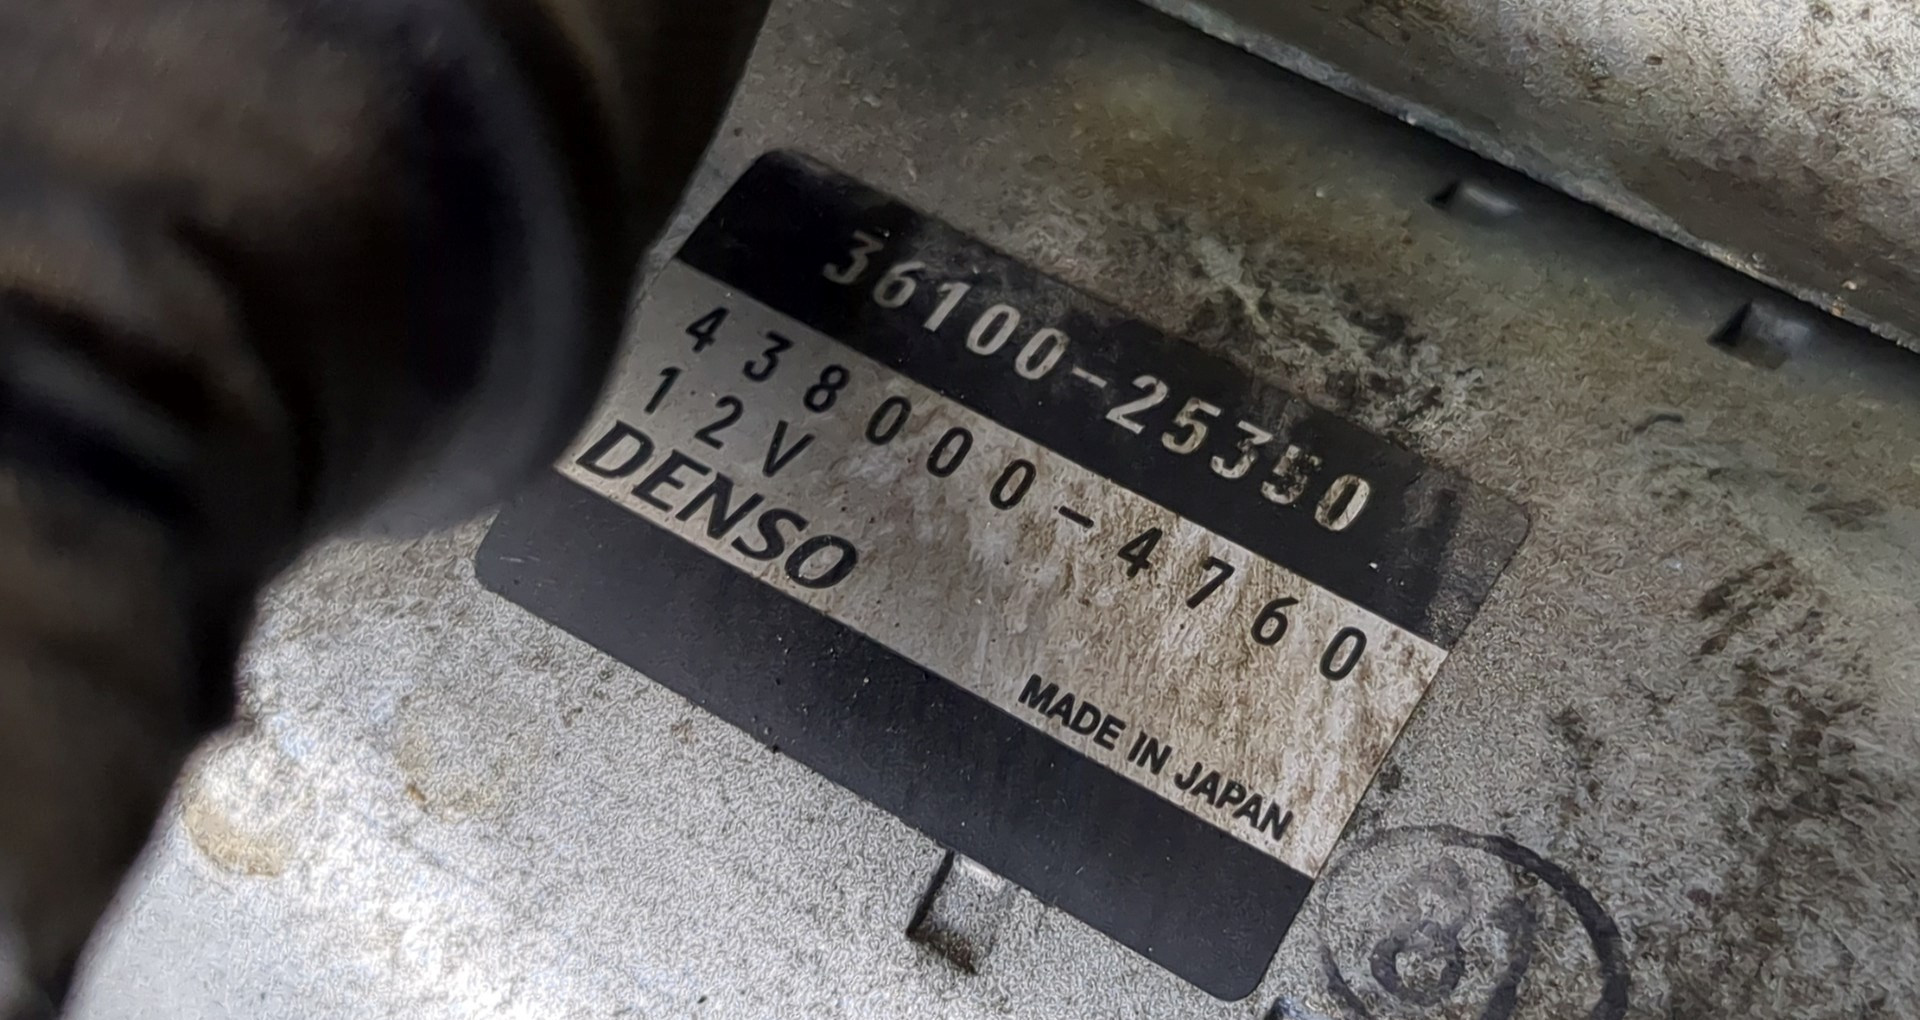 36100-25350
438000-4760
12V
DENSO
MADE IN JAPAN